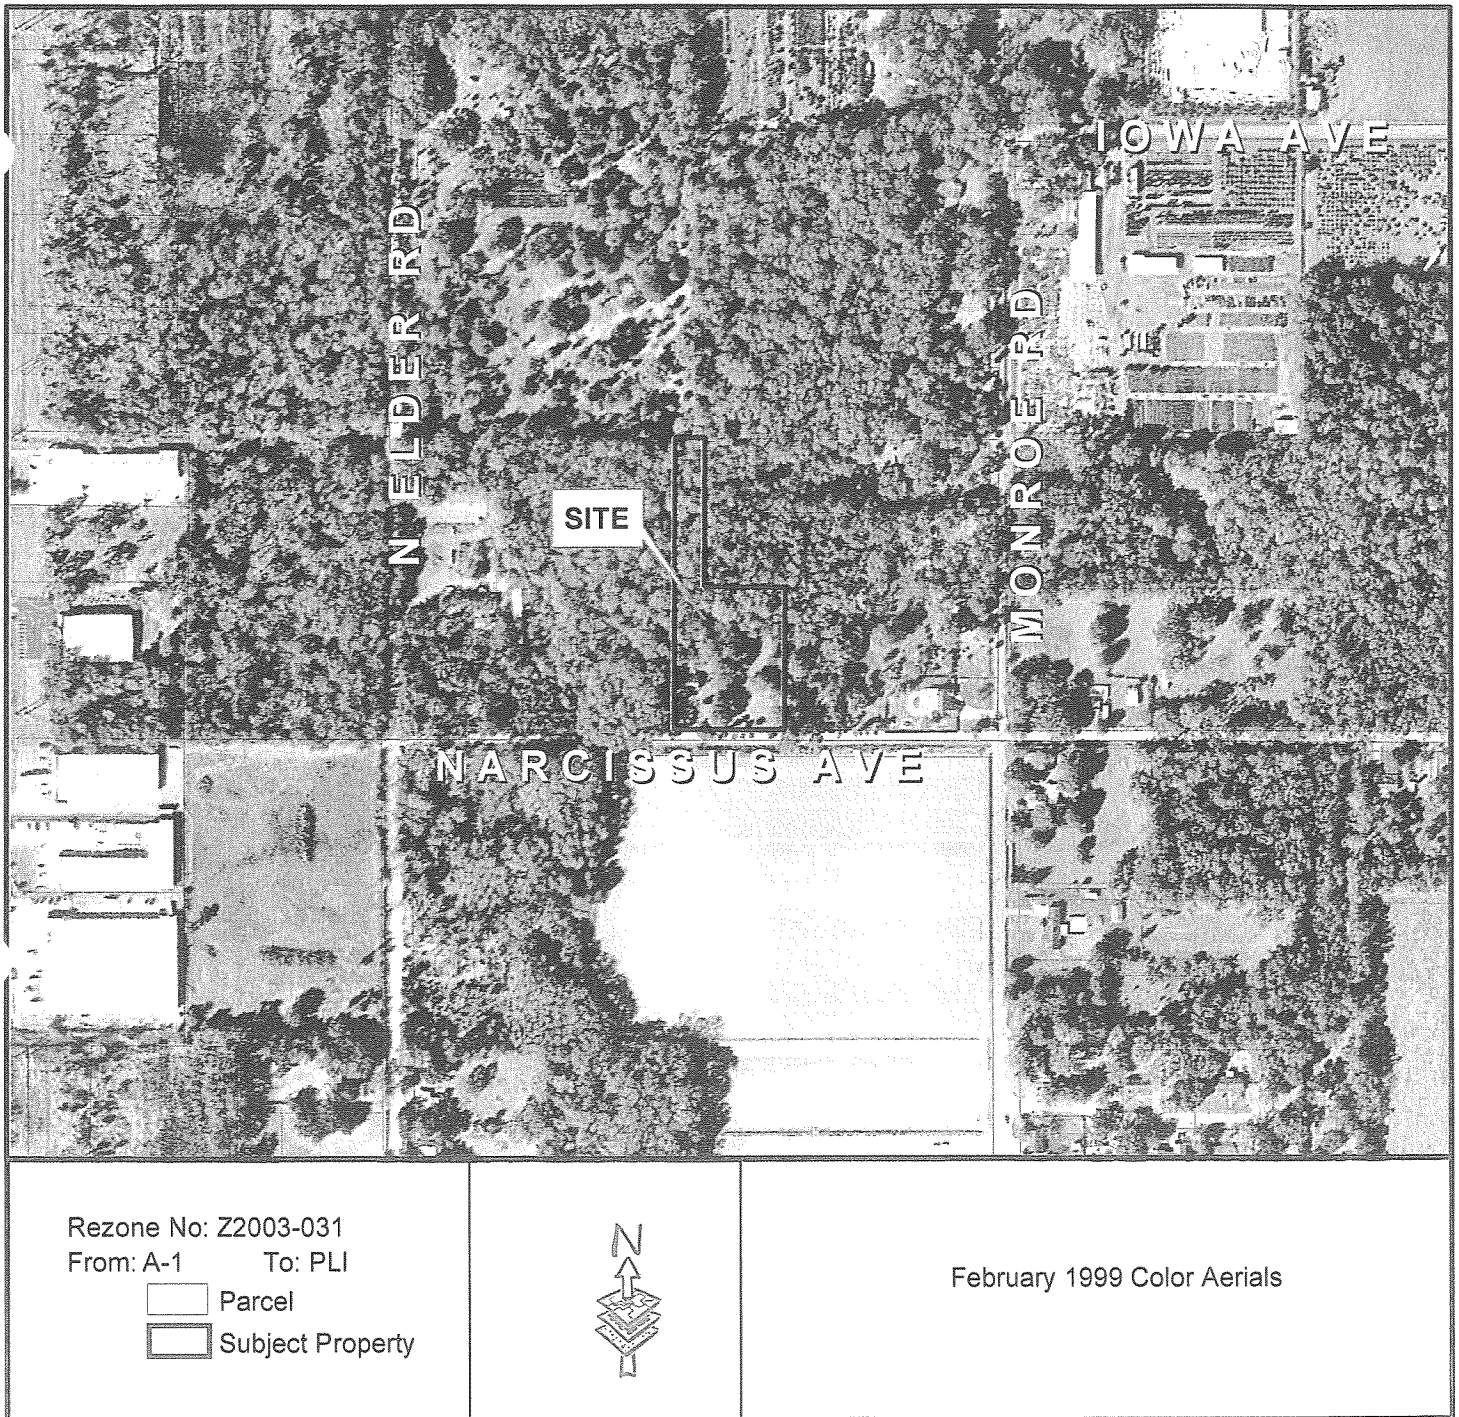 IOWA AVE
N ELDER RD
MONROE RD
SITE
NARCISSUS AVE
Rezone No: Z2003-031
From: A-1 To: PLI
Parcel
Subject Property
N
February 1999 Color Aerials